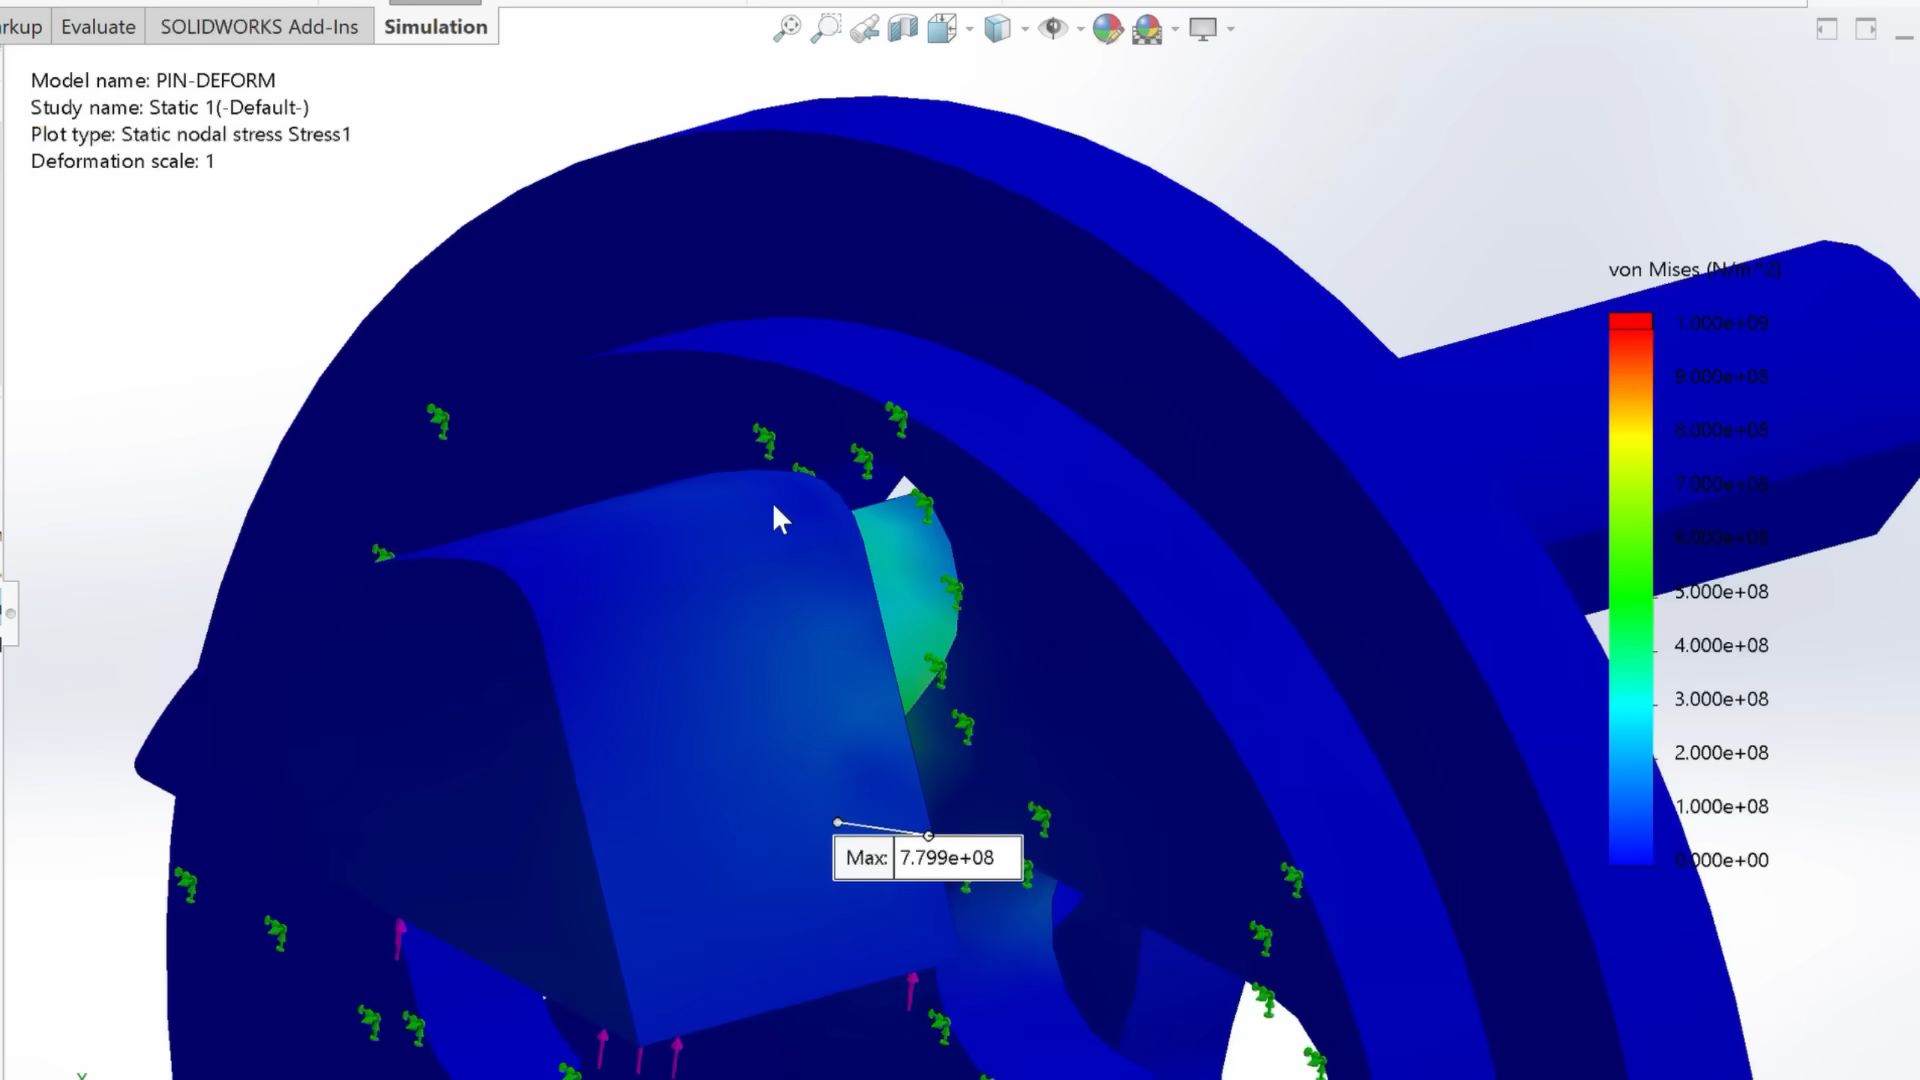 rkup Evaluate SOLIDWORKS Add-Ins Simulation
Model name: PIN-DEFORM
Study name: Static 1(-Default-)
Plot type: Static nodal stress Stress1
Deformation scale: 1
von Mises (N/m^2)
1.000e+09
9.000e+08
8.000e+08
7.000e+08
6.000e+08
5.000e+08
4.000e+08
3.000e+08
2.000e+08
1.000e+08
0.000e+00
Max: 7.799e+08
Y